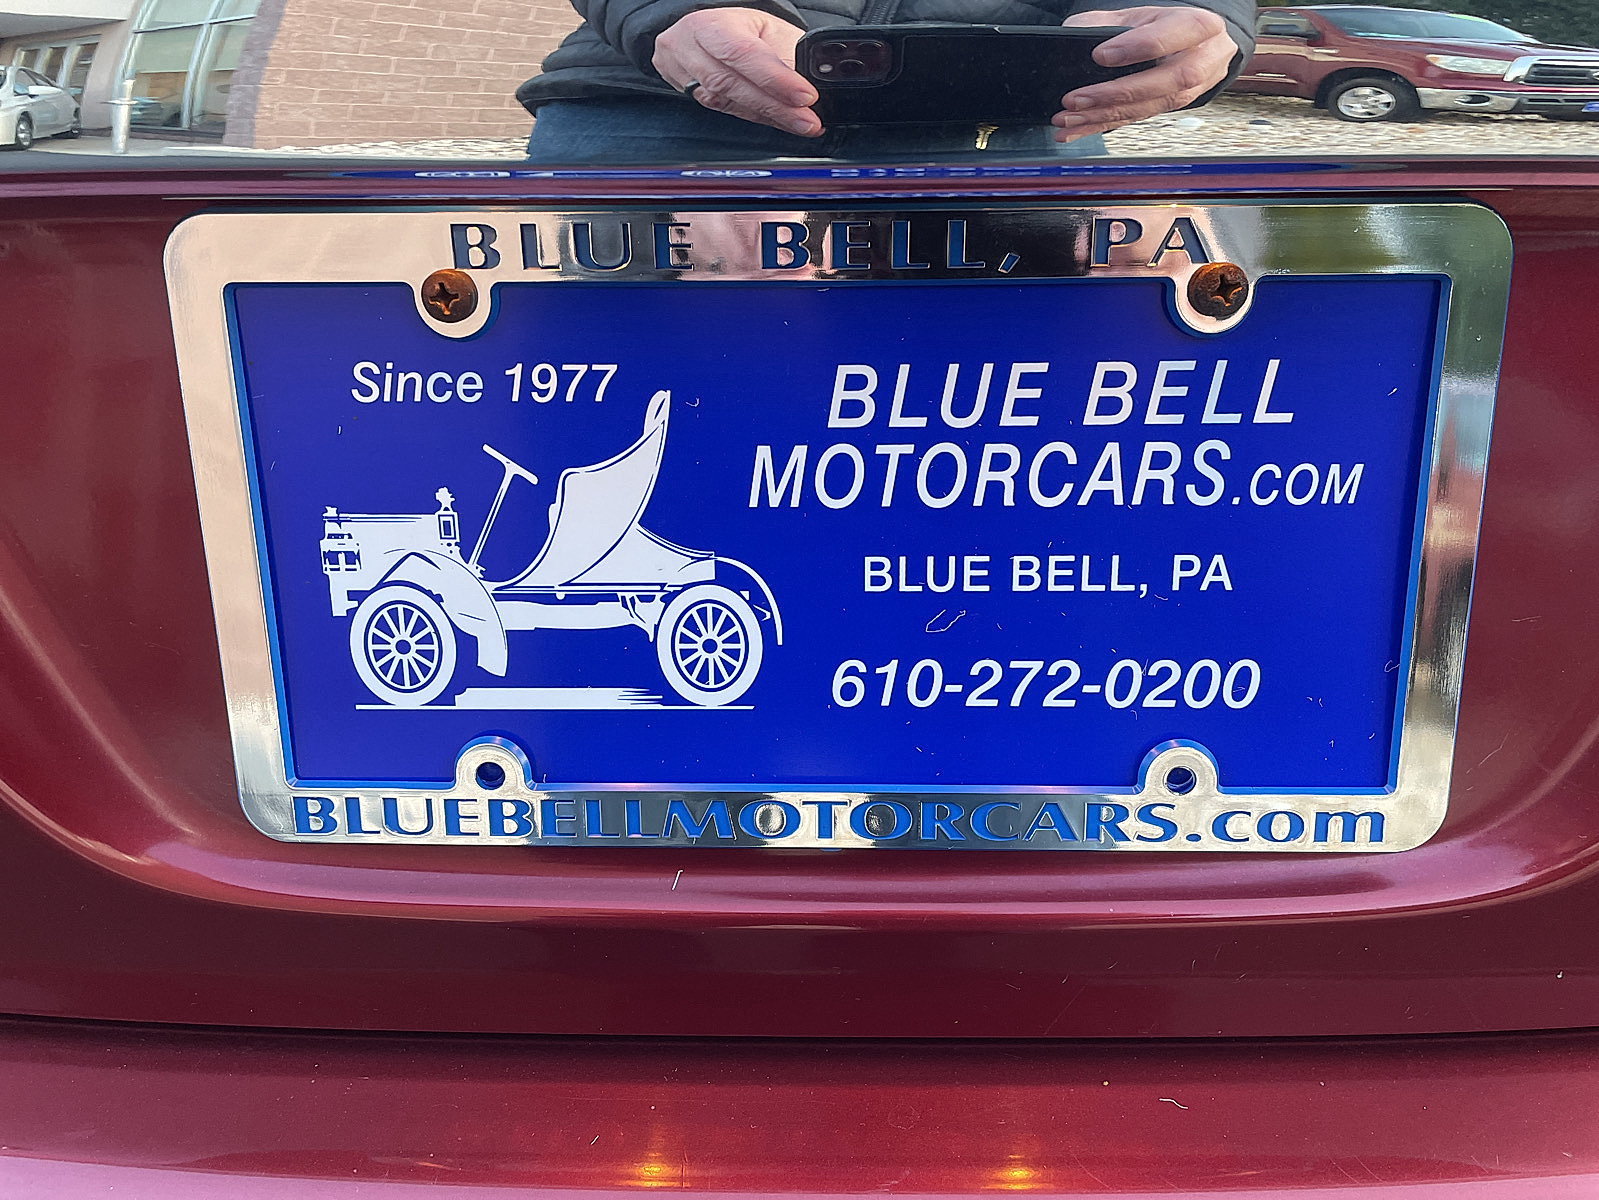 BLUE BELL, PA
Since 1977
BLUE BELL
MOTORCARS.COM
BLUE BELL, PA
610-272-0200
BLUEBELLMOTORCARS.com